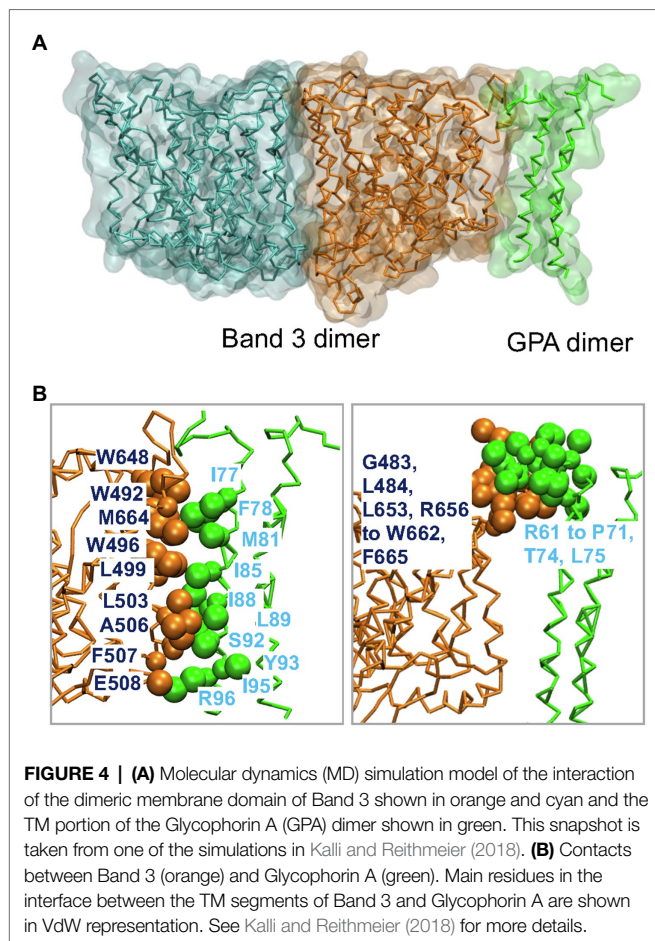 A
Band 3 dimer
GPA dimer
B
W648
W492
M664
W496
L499
L503
A506
F507
E508
I77
F78
M81
I85
I88
L89
S92
Y93
I95
R96
G483,
L484,
L653, R656
to W662,
F665
R61 to P71,
T74, L75
FIGURE 4 | (A) Molecular dynamics (MD) simulation model of the interaction
of the dimeric membrane domain of Band 3 shown in orange and cyan and the
TM portion of the Glycophorin A (GPA) dimer shown in green. This snapshot is
taken from one of the simulations in Kalli and Reithmeier (2018). (B) Contacts
between Band 3 (orange) and Glycophorin A (green). Main residues in the
interface between the TM segments of Band 3 and Glycophorin A are shown
in VdW representation. See Kalli and Reithmeier (2018) for more details.